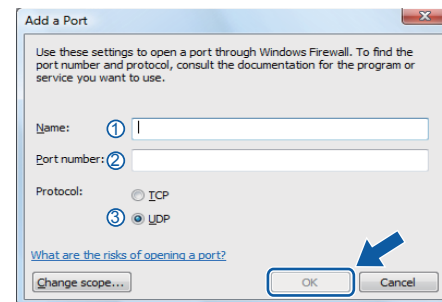 Add a Port
Use these settings to open a port through Windows Firewall. To find the
port number and protocol, consult the documentation for the program or
service you want to use.
Name: ①
Port number: ②
Protocol:
TCP
③ UDP
What are the risks of opening a port?
Change scope... OK Cancel